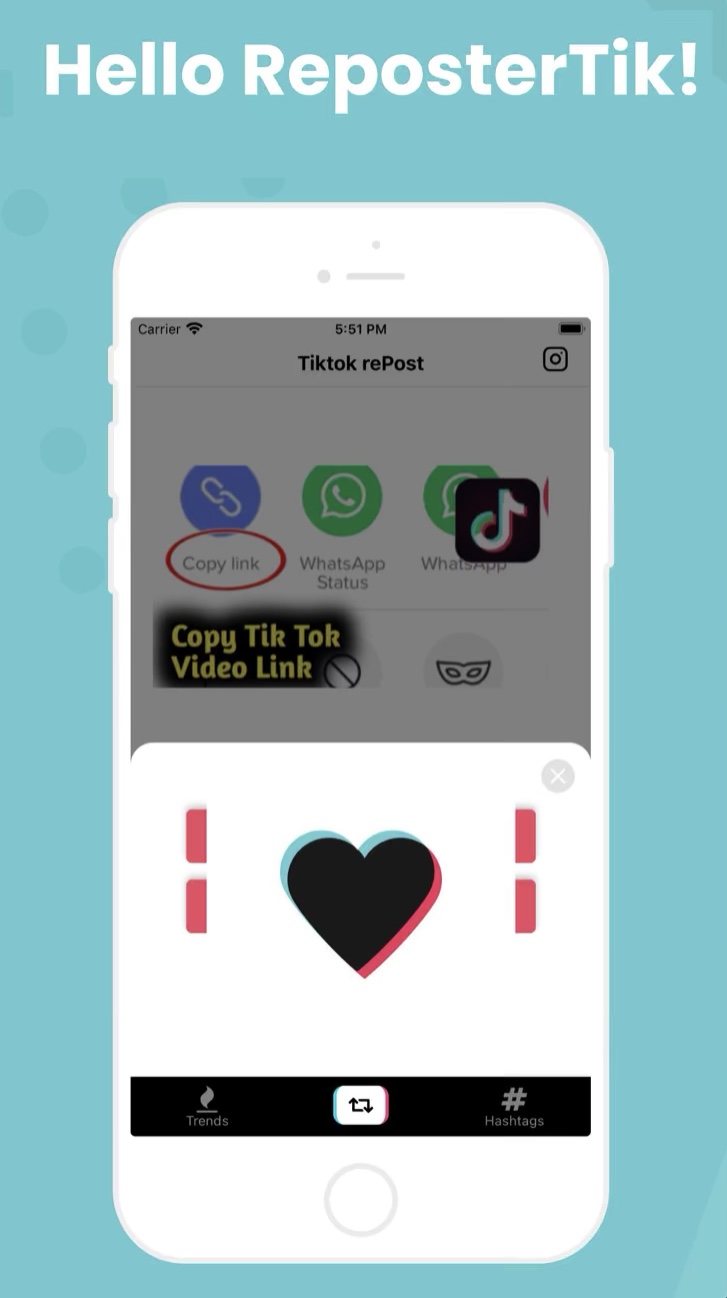 Hello ReposterTik!
Carrier 5:51 PM
Tiktok rePost
Copy link
WhatsApp
Status
WhatsApp
Copy Tik Tok
Video Link
Trends
Hashtags